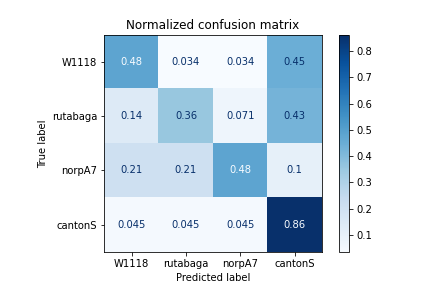 Normalized confusion matrix
W1118 0.48 0.034 0.034 0.45
rutabaga 0.14 0.36 0.071 0.43
norpA7 0.21 0.21 0.48 0.1
cantonS 0.045 0.045 0.045 0.86
W1118 rutabaga norpA7 cantonS
Predicted label
True label
0.8
0.7
0.6
0.5
0.4
0.3
0.2
0.1